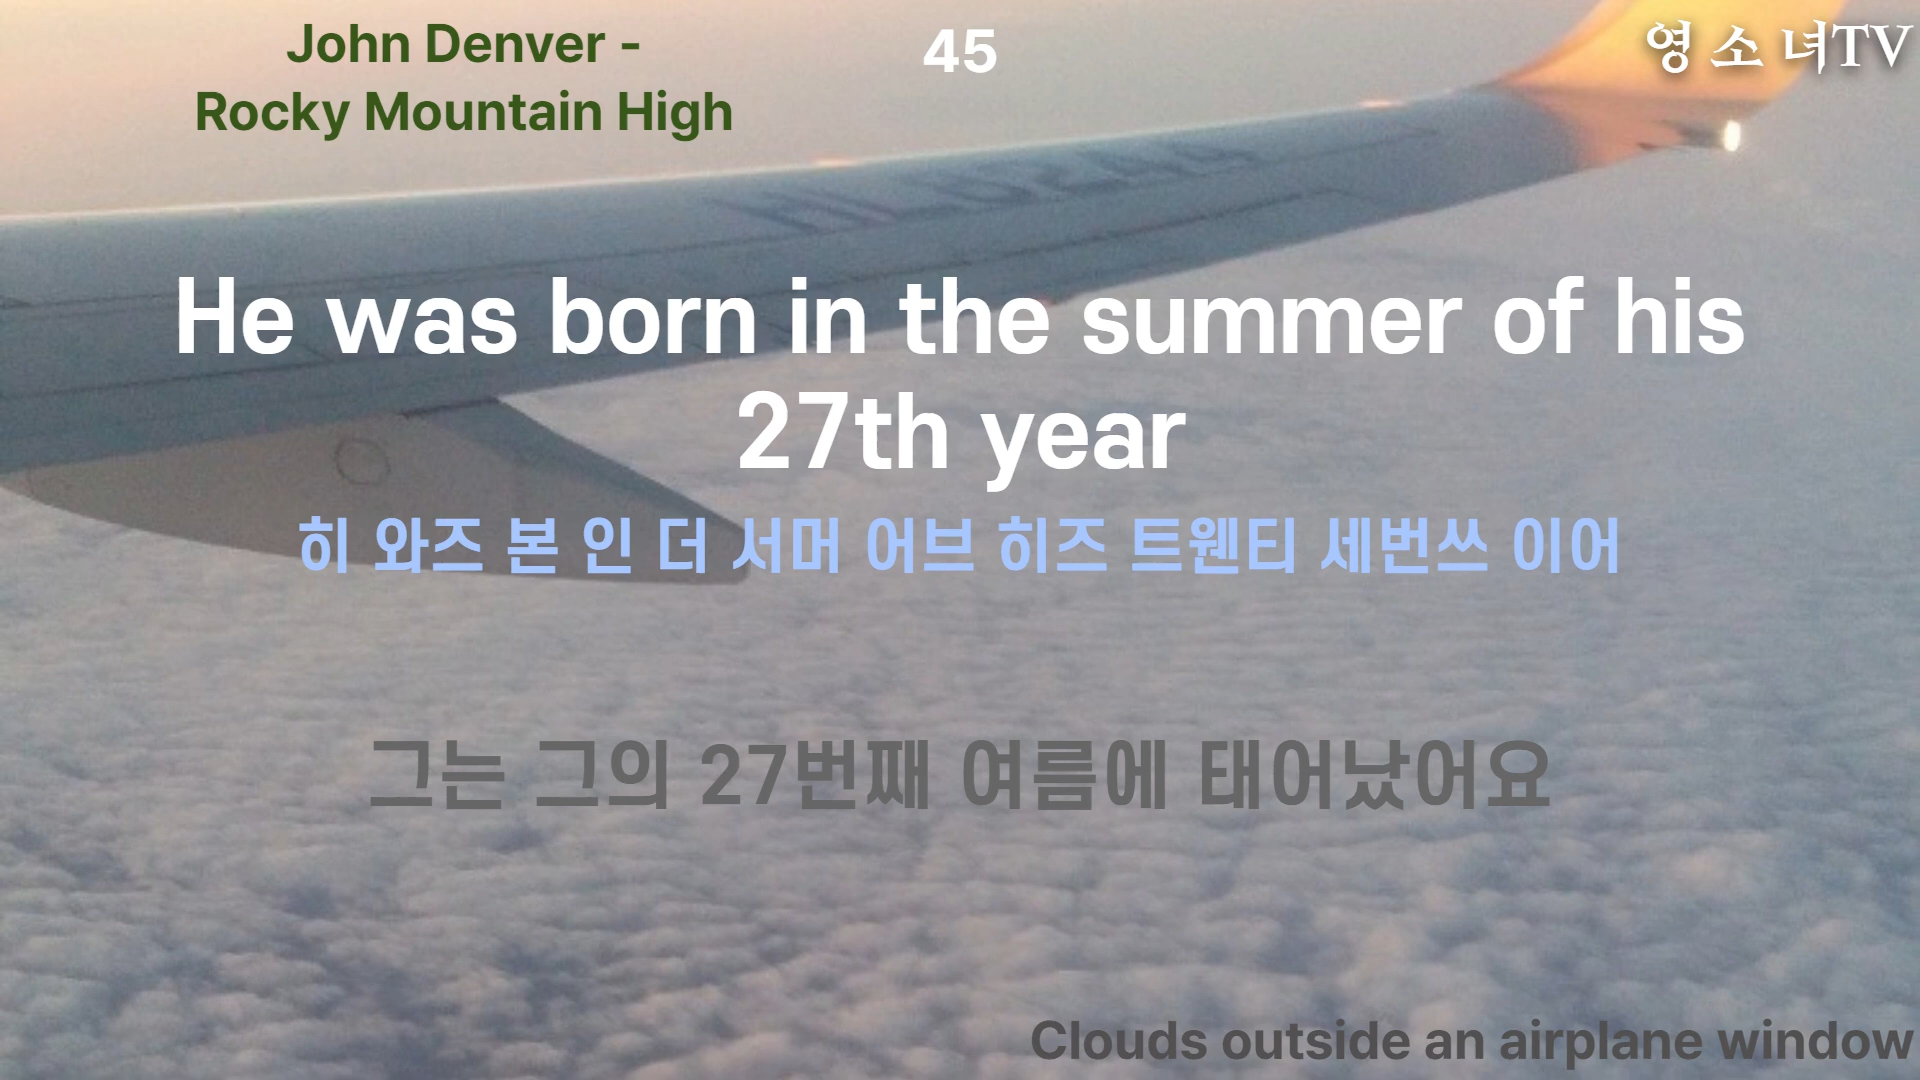 John Denver -
Rocky Mountain High
45
영 소 녀TV
He was born in the summer of his
27th year
히 와즈 본 인 더 서머 어브 히즈 트웬티 세번쓰 이어
그는 그의 27번째 여름에 태어났어요
Clouds outside an airplane window